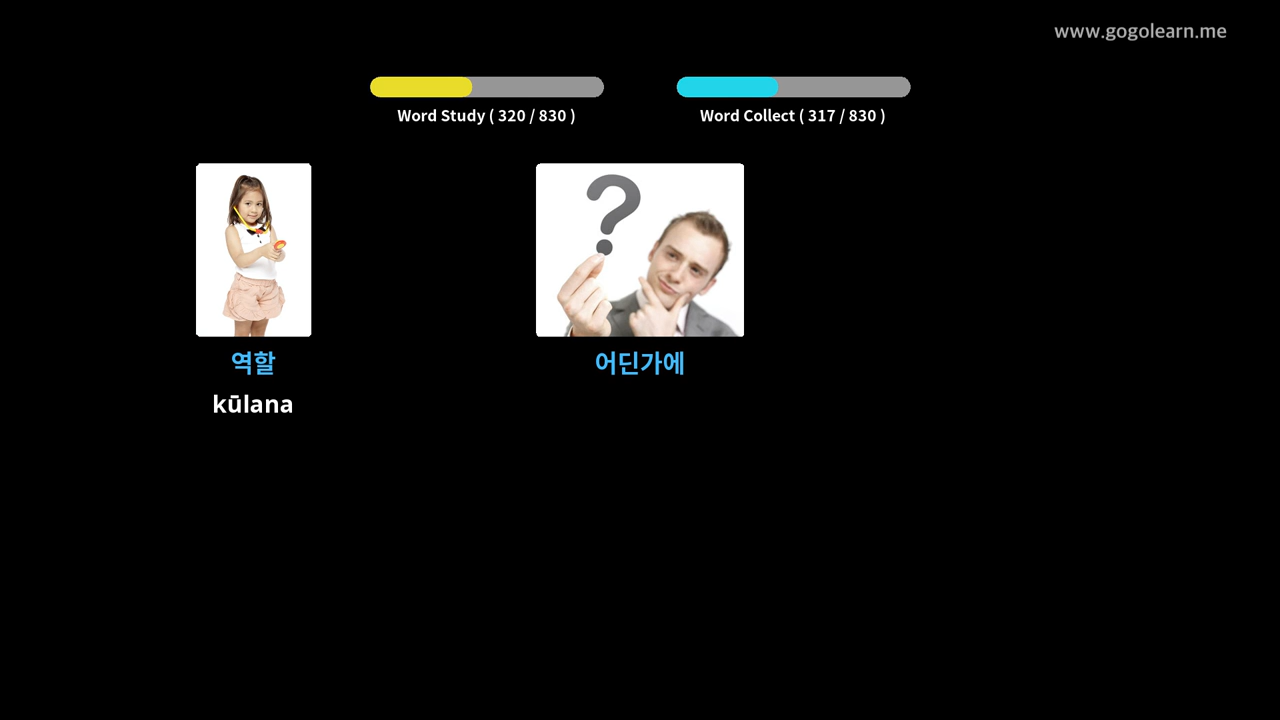 www.gogolearn.me
Word Study ( 320 / 830 )
Word Collect ( 317 / 830 )
역할
어딘가에
kūlana